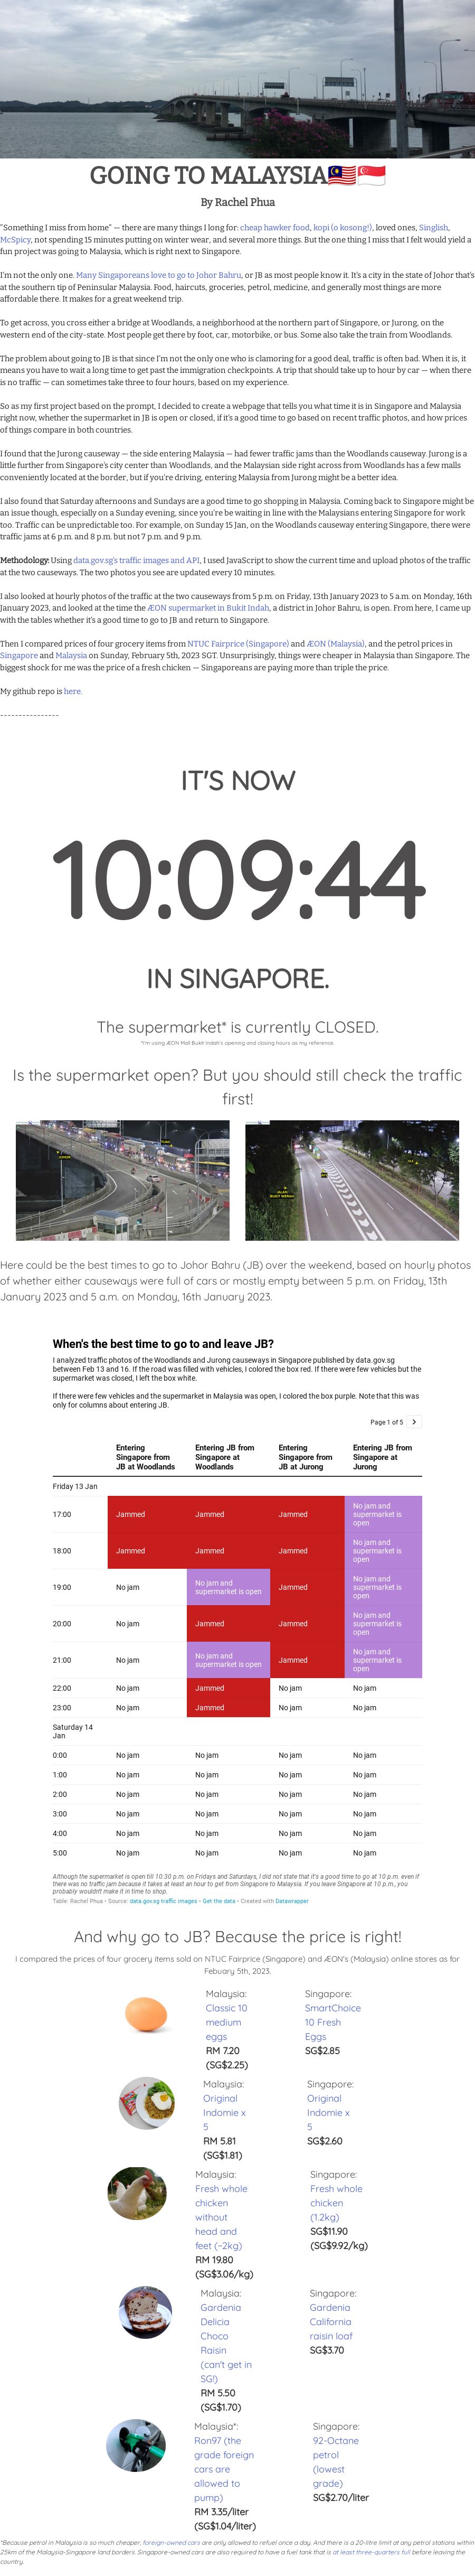 GOING TO MALAYSIA🇲🇾🇸🇬
By Rachel Phua
“Something I miss from home” — there are many things I long for: cheap hawker food, kopi (o kosong!), loved ones, Singlish,
McSpicy, not spending 15 minutes putting on winter wear, and several more things. But the one thing I miss that I felt would yield a
fun project was going to Malaysia, which is right next to Singapore.
I’m not the only one. Many Singaporeans love to go to Johor Bahru, or JB as most people know it. It’s a city in the state of Johor that’s
at the southern tip of Peninsular Malaysia. Food, haircuts, groceries, petrol, medicine, and generally most things are more
affordable there. It makes for a great weekend trip.
To get across, you cross either a bridge at Woodlands, a neighborhood at the northern part of Singapore, or Jurong, on the
western end of the city-state. Most people get there by foot, car, motorbike, or bus. Some also take the train from Woodlands.
The problem about going to JB is that since I’m not the only one who is clamoring for a good deal, traffic is often bad. When it is, it
means you have to wait a long time to get past the immigration checkpoints. A trip that should take up to hour by car — when there
is no traffic — can sometimes take three to four hours, based on my experience.
So as my first project based on the prompt, I decided to create a webpage that tells you what time it is in Singapore and Malaysia
right now, whether the supermarket in JB is open or closed, if it’s a good time to go based on recent traffic photos, and how prices
of things compare in both countries.
I found that the Jurong causeway — the side entering Malaysia — had fewer traffic jams than the Woodlands causeway. Jurong is a
little further from Singapore’s city center than Woodlands, and the Malaysian side right across from Woodlands has a few malls
conveniently located at the border, but if you’re driving, entering Malaysia from Jurong might be a better idea.
I also found that Saturday afternoons and Sundays are a good time to go shopping in Malaysia. Coming back to Singapore might be
an issue though, especially on a Sunday evening, since you’re be waiting in line with the Malaysians entering Singapore for work
too. Traffic can be unpredictable too. For example, on Sunday 15 Jan, on the Woodlands causeway entering Singapore, there were
traffic jams at 6 p.m. and 8 p.m. but not 7 p.m. and 9 p.m.
Methodology: Using data.gov.sg’s traffic images and API, I used JavaScript to show the current time and upload photos of the traffic
at the two causeways. The two photos you see are updated every 10 minutes.
I also looked at hourly photos of the traffic at the two causeways from 5 p.m. on Friday, 13th January 2023 to 5 a.m. on Monday, 16th
January 2023, and looked at the time the ÆON supermarket in Bukit Indah, a district in Johor Bahru, is open. From here, I came up
with the tables whether it’s a good time to go to JB and return to Singapore.
Then I compared prices of four grocery items from NTUC Fairprice (Singapore) and ÆON (Malaysia), and the petrol prices in
Singapore and Malaysia on Sunday, February 5th, 2023 SGT. Unsurprisingly, things were cheaper in Malaysia than Singapore. The
biggest shock for me was the price of a fresh chicken — Singaporeans are paying more than triple the price.
My github repo is here.
----------------
IT'S NOW
10:09:44
IN SINGAPORE.
The supermarket* is currently CLOSED.
*I'm using ÆON Mall Bukit Indah's opening and closing hours as my reference.
Is the supermarket open? But you should still check the traffic
first!
Here could be the best times to go to Johor Bahru (JB) over the weekend, based on hourly photos
of whether either causeways were full of cars or mostly empty between 5 p.m. on Friday, 13th
January 2023 and 5 a.m. on Monday, 16th January 2023.
When's the best time to go to and leave JB?
I analyzed traffic photos of the Woodlands and Jurong causeways in Singapore published by data.gov.sg
between Feb 13 and 16. If the road was filled with vehicles, I colored the box red. If there were few vehicles but the
supermarket was closed, I left the box white.
If there were few vehicles and the supermarket in Malaysia was open, I colored the box purple. Note that this was
only for columns about entering JB.
Page 1 of 5 >
Entering Singapore from JB at Woodlands
Entering JB from Singapore at Woodlands
Entering Singapore from JB at Jurong
Entering JB from Singapore at Jurong
Friday 13 Jan
17:00 Jammed Jammed Jammed No jam and supermarket is open
18:00 Jammed Jammed Jammed No jam and supermarket is open
19:00 No jam No jam and supermarket is open Jammed No jam and supermarket is open
20:00 No jam Jammed Jammed No jam and supermarket is open
21:00 No jam No jam and supermarket is open Jammed No jam and supermarket is open
22:00 No jam Jammed No jam No jam
23:00 No jam Jammed No jam No jam
Saturday 14 Jan
0:00 No jam No jam No jam No jam
1:00 No jam No jam No jam No jam
2:00 No jam No jam No jam No jam
3:00 No jam No jam No jam No jam
4:00 No jam No jam No jam No jam
5:00 No jam No jam No jam No jam
Although the supermarket is open till 10:30 p.m. on Fridays and Saturdays, I did not state that it's a good time to go at 10 p.m. even if
there was no traffic jam because it takes at least an hour to get from Singapore to Malaysia. If you leave Singapore at 10 p.m., you
probably wouldn't make it in time to shop.
Table: Rachel Phua • Source: data.gov.sg traffic images • Get the data • Created with Datawrapper
And why go to JB? Because the price is right!
I compared the prices of four grocery items sold on NTUC Fairprice (Singapore) and ÆON's (Malaysia) online stores as for
Febuary 5th, 2023.
Malaysia:
Classic 10
medium
eggs
RM 7.20
(SG$2.25)
Singapore:
SmartChoice
10 Fresh
Eggs
SG$2.85
Malaysia:
Original
Indomie x
5
RM 5.81
(SG$1.81)
Singapore:
Original
Indomie x
5
SG$2.60
Malaysia:
Fresh whole
chicken
without
head and
feet (~2kg)
RM 19.80
(SG$3.06/kg)
Singapore:
Fresh whole
chicken
(1.2kg)
SG$11.90
(SG$9.92/kg)
Malaysia:
Gardenia
Delicia
Choco
Raisin
(can't get in
SG!)
RM 5.50
(SG$1.70)
Singapore:
Gardenia
California
raisin loaf
SG$3.70
Malaysia*:
Ron97 (the
grade foreign
cars are
allowed to
pump)
RM 3.35/liter
(SG$1.04/liter)
Singapore:
92-Octane
petrol
(lowest
grade)
SG$2.70/liter
*Because petrol in Malaysia is so much cheaper, foreign-owned cars are only allowed to refuel once a day. And there is a 20-litre limit at any petrol stations within
25km of the Malaysia-Singapore land borders. Singapore-owned cars are also required to have a fuel tank that is at least three-quarters full before leaving the
country.